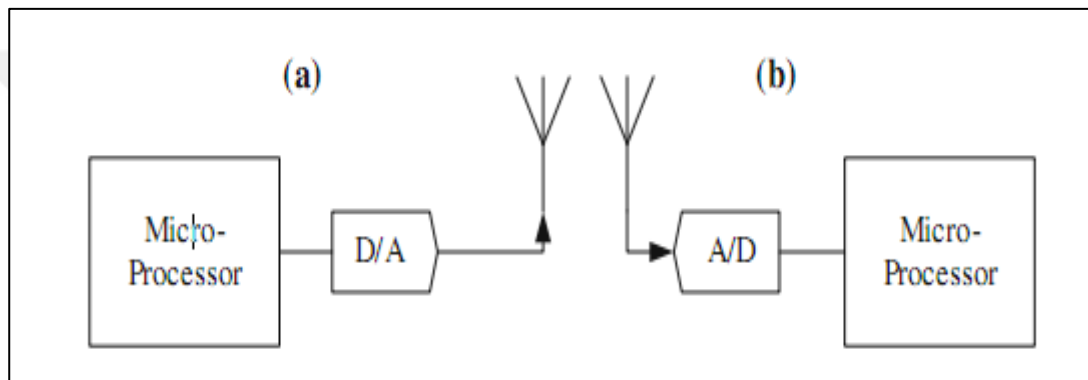 (a)
(b)
Micro-
Processor
D/A
A/D
Micro-
Processor